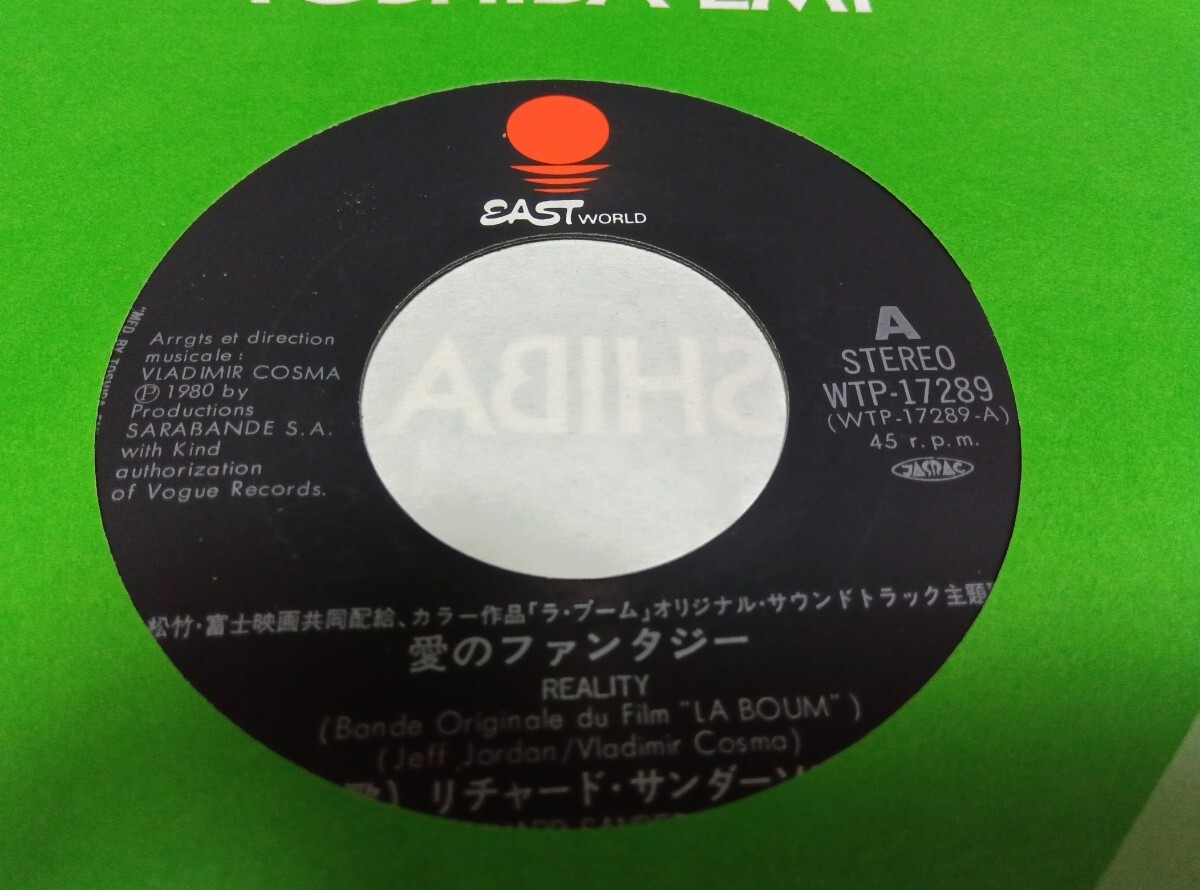 TOSHIBA EMI
EAST WORLD
"MFD BY TOSHIBA
Arrgts et direction
musicale:
VLADIMIR COSMA
Ⓟ 1980 by
Productions
SARABANDE S.A.
with Kind
authorization
of Vogue Records.
SHIBA
A
STEREO
WTP-17289
(WTP-17289-A)
45 r.p.m.
JASRAC
松竹・富士映画共同配給、カラー作品「ラ・ブーム」オリジナル・サウンドトラック主題
愛のファンタジー
REALITY
(Bande Originale du Film "LA BOUM")
(Jeff Jordan/Vladimir Cosma)
歌) リチャード・サンダーソ